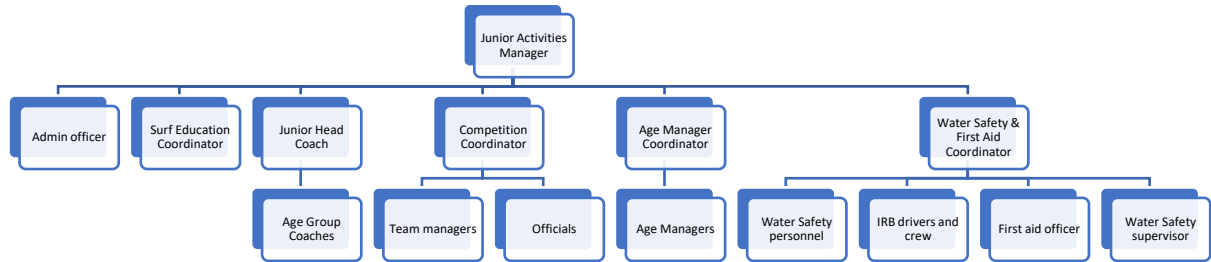 Junior Activities
Manager
Admin officer
Surf Education
Coordinator
Junior Head
Coach
Competition
Coordinator
Age Manager
Coordinator
Water Safety &
First Aid
Coordinator
Age Group
Coaches
Team managers
Officials
Age Managers
Water Safety
personnel
IRB drivers and
crew
First aid officer
Water Safety
supervisor